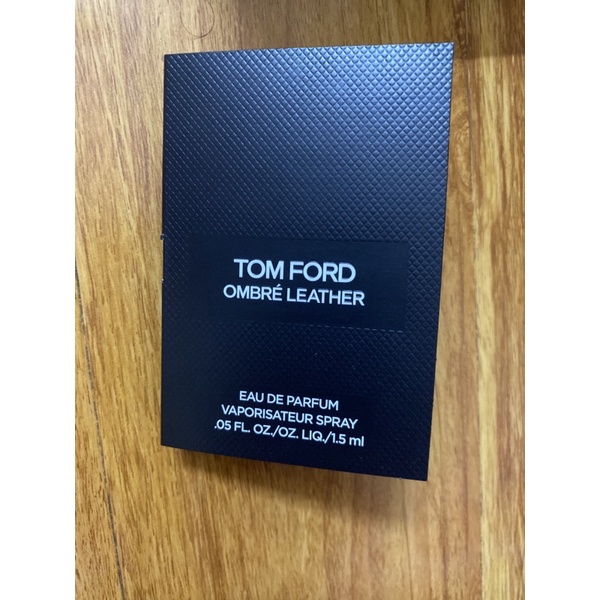 TOM FORD
OMBRÉ LEATHER
EAU DE PARFUM
VAPORISATEUR SPRAY
.05 FL. OZ./OZ. LIQ./1.5 ml